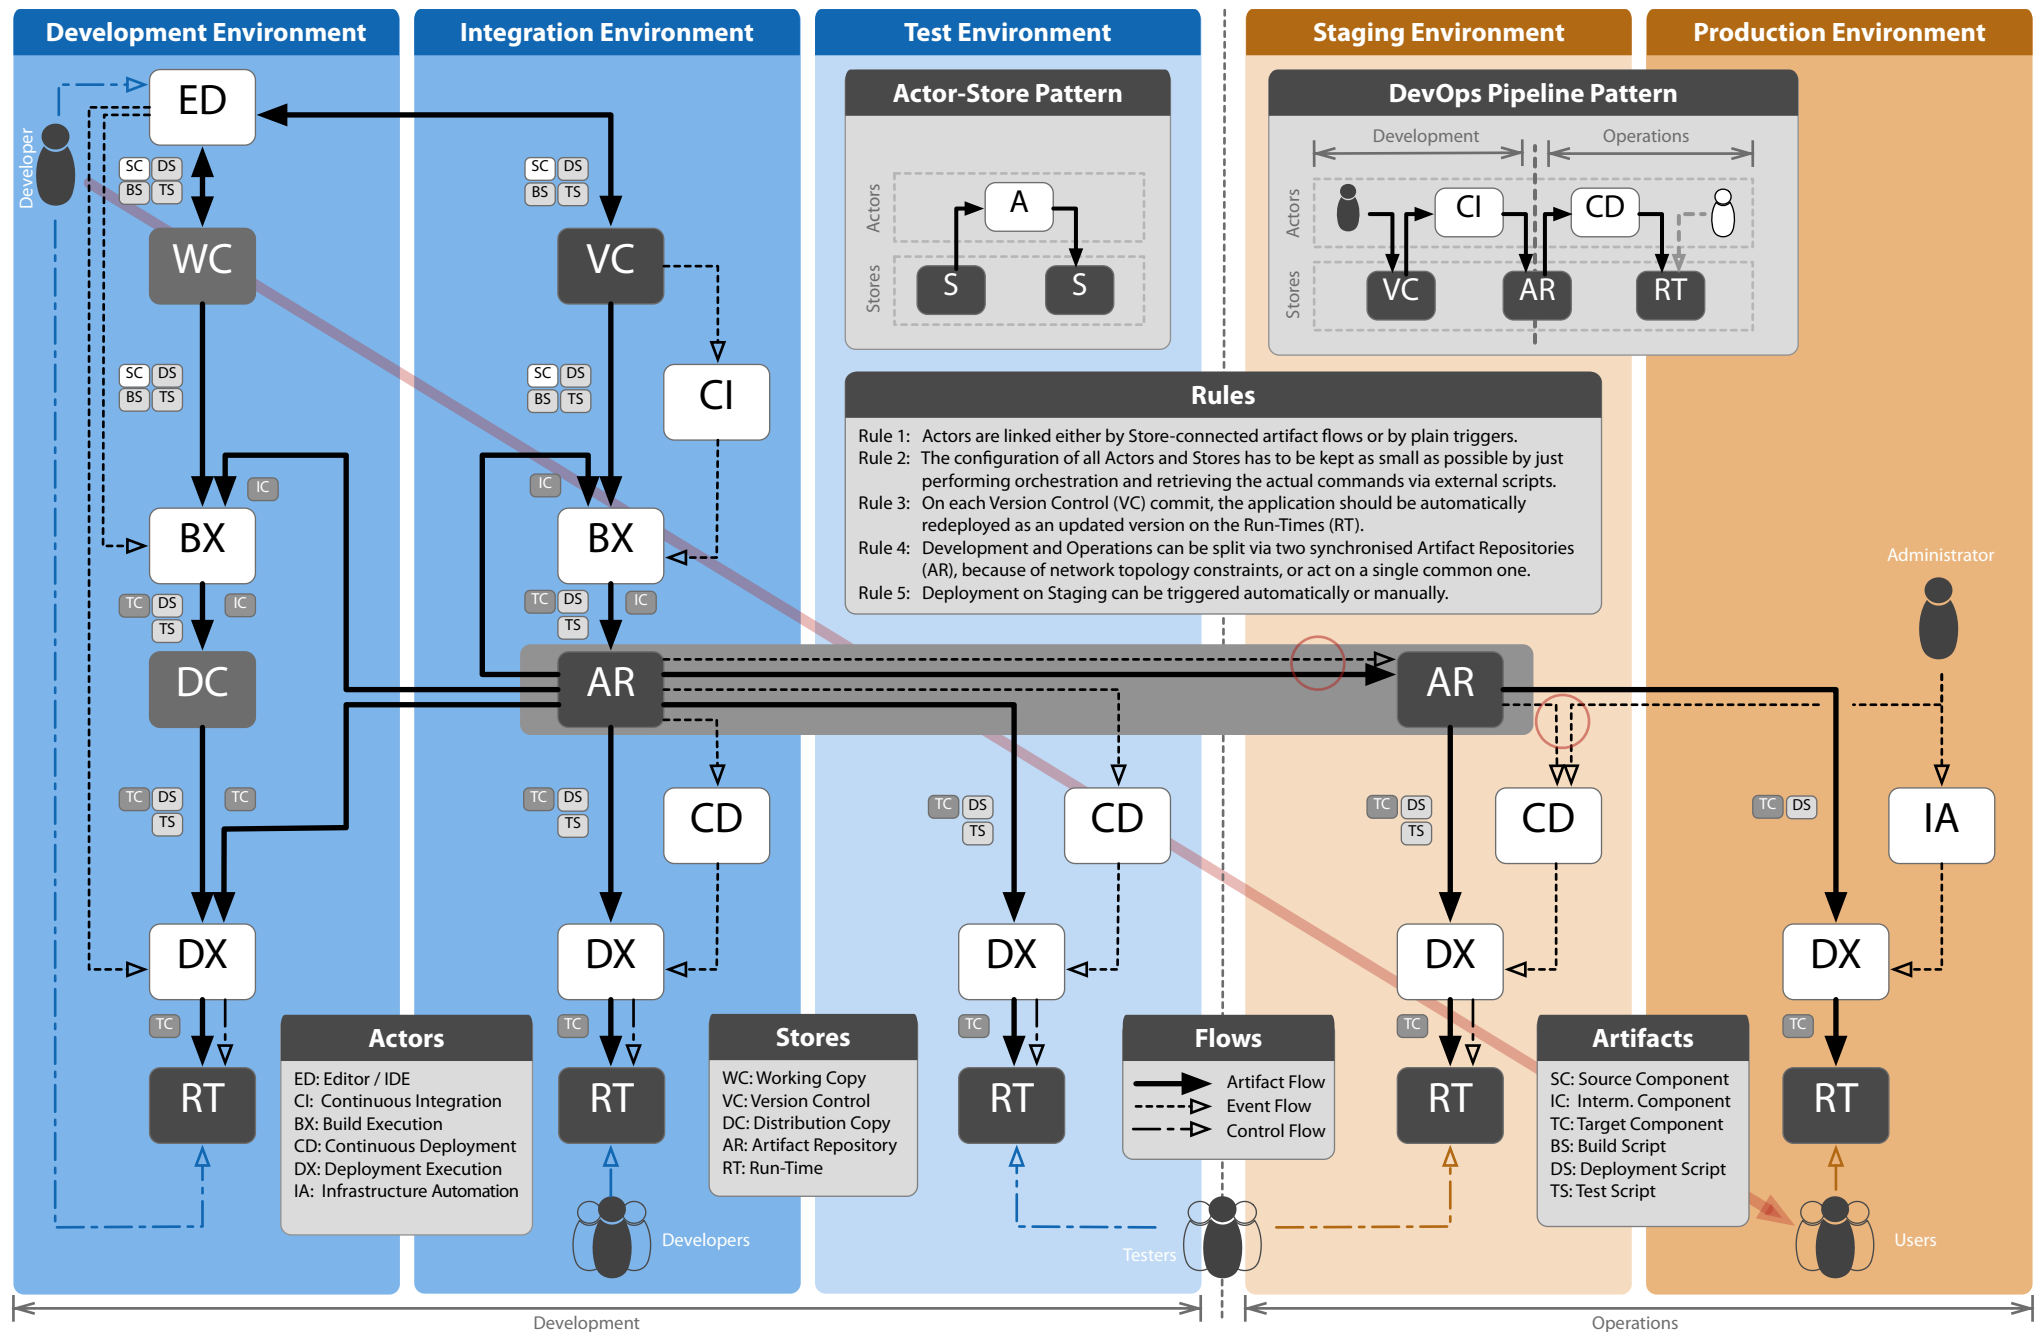 Development Environment
Integration Environment
Test Environment
Staging Environment
Production Environment
Developer
ED
SC DS
BS TS
WC
SC DS
BS TS
IC
BX
TC DS IC
TS
DC
TC DS TC
TS
DX
TC
RT
SC DS
BS TS
VC
SC DS
BS TS
CI
IC
BX
TC DS IC
TS
AR
TC DS
TS
CD
DX
TC
RT
Developers
Actor-Store Pattern
Actors
A
Stores
S S
DevOps Pipeline Pattern
Development Operations
Actors
CI CD
Stores
VC AR RT
Rules
Rule 1: Actors are linked either by Store-connected artifact flows or by plain triggers.
Rule 2: The configuration of all Actors and Stores has to be kept as small as possible by just
performing orchestration and retrieving the actual commands via external scripts.
Rule 3: On each Version Control (VC) commit, the application should be automatically
redeployed as an updated version on the Run-Times (RT).
Rule 4: Development and Operations can be split via two synchronised Artifact Repositories
(AR), because of network topology constraints, or act on a single common one.
Rule 5: Deployment on Staging can be triggered automatically or manually.
TC DS
TS
CD
DX
TC
RT
Testers
AR
TC DS
TS
CD
DX
TC
RT
Administrator
TC DS
IA
DX
TC
RT
Users
Actors
ED: Editor / IDE
CI: Continuous Integration
BX: Build Execution
CD: Continuous Deployment
DX: Deployment Execution
IA: Infrastructure Automation
Stores
WC: Working Copy
VC: Version Control
DC: Distribution Copy
AR: Artifact Repository
RT: Run-Time
Flows
Artifact Flow
Event Flow
Control Flow
Artifacts
SC: Source Component
IC: Interm. Component
TC: Target Component
BS: Build Script
DS: Deployment Script
TS: Test Script
Development
Operations